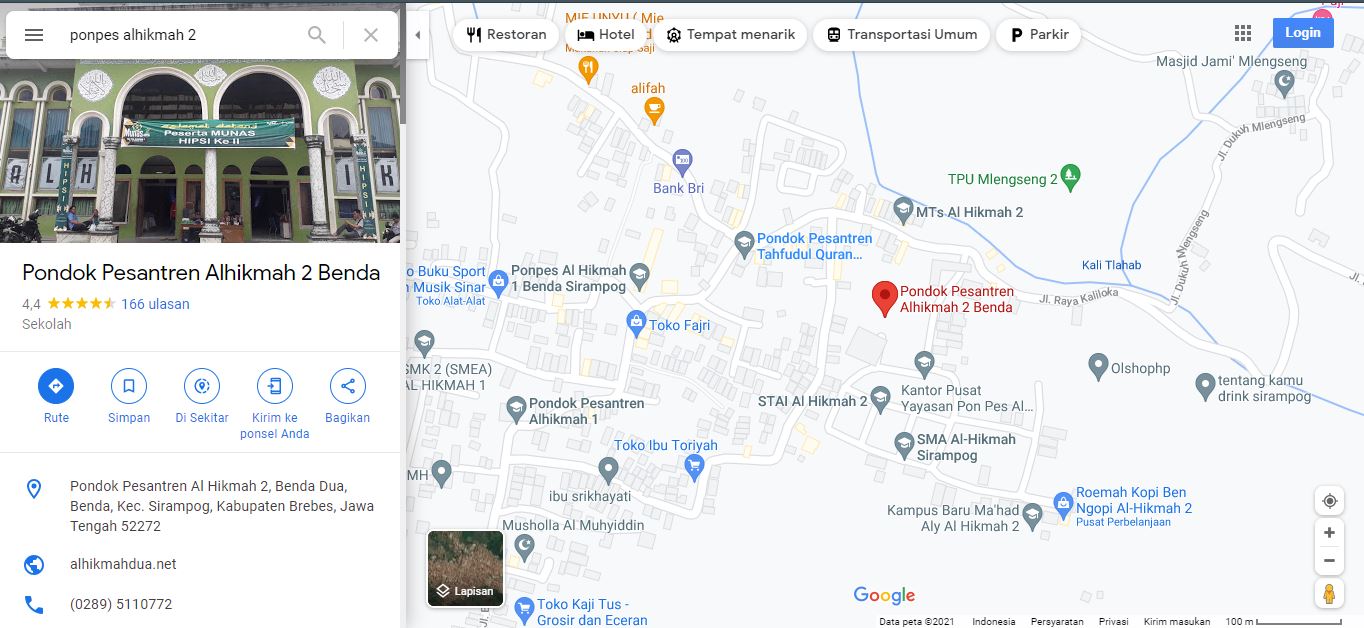 ponpes alhikmah 2
Selamat datang
Peserta MUNAS
HIPSI Ke II
Pondok Pesantren Alhikmah 2 Benda
4,4
166 ulasan
Sekolah
Rute
Simpan
Di Sekitar
Kirim ke
ponsel Anda
Bagikan
Pondok Pesantren Al Hikmah 2, Benda Dua,
Benda, Kec. Sirampog, Kabupaten Brebes, Jawa
Tengah 52272
alhikmahdua.net
(0289) 5110772
Restoran
Hotel
Tempat menarik
Transportasi Umum
Parkir
Login
MIE UNYU ( Mie
alifah
Bank Bri
Masjid Jami' Mlengseng
Jl. Dukuh Mlengseng
TPU Mlengseng 2
MTs Al Hikmah 2
Pondok Pesantren
Tahfudul Quran...
Kali Tlahab
Jl. Dukuh Mlengseng
o Buku Sport
n Musik Sinar
Toko Alat-Alat
Ponpes Al Hikmah
1 Benda Sirampog
Pondok Pesantren
Alhikmah 2 Benda
Jl. Raya Kaliloka
Toko Fajri
SMK 2 (SMEA)
AL HIKMAH 1
Olshophp
tentang kamu
drink sirampog
Kantor Pusat
Yayasan Pon Pes Al...
STAI Al Hikmah 2
Pondok Pesantren
Alhikmah 1
SMA Al-Hikmah
Sirampog
Toko Ibu Toriyah
MH
ibu srikhayati
Roemah Kopi Ben
Ngopi Al-Hikmah 2
Pusat Perbelanjaan
Kampus Baru Ma'had
Aly Al Hikmah 2
Musholla Al Muhyiddin
Lapisan
Toko Kaji Tus -
Grosir dan Eceran
Google
Data peta ©2021
Indonesia
Persyaratan
Privasi
Kirim masukan
100 m